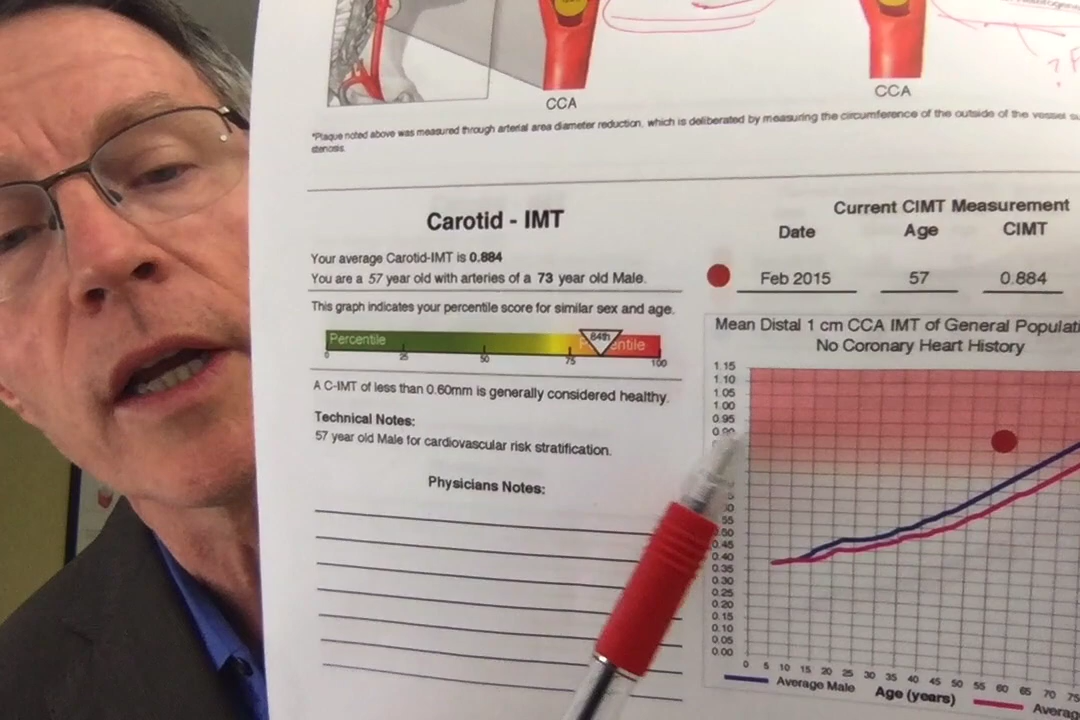 CCA
CCA
*Plaque noted above was measured through arterial area diameter reduction, which is deliberated by measuring the circumference of the outside of the vessel
stenosis.
Carotid - IMT
Your average Carotid-IMT is 0.884
You are a 57 year old with arteries of a 73 year old Male.
This graph indicates your percentile score for similar sex and age.
Percentile
84th
0 25 50 75 100
A C-IMT of less than 0.60mm is generally considered healthy.
Technical Notes:
57 year old Male for cardiovascular risk stratification.
Physicians Notes:
Current CIMT Measurement
Date Age CIMT
Feb 2015 57 0.884
Mean Distal 1 cm CCA IMT of General
No Coronary Heart History
1.15
1.10
1.05
1.00
0.95
0.90
0.45
0.40
0.35
0.30
0.25
0.20
0.15
0.10
0.05
0.00
0 5 10 15 20 25 30 35 40 45 50 55 60 65 70 75
Average Male Age (years)